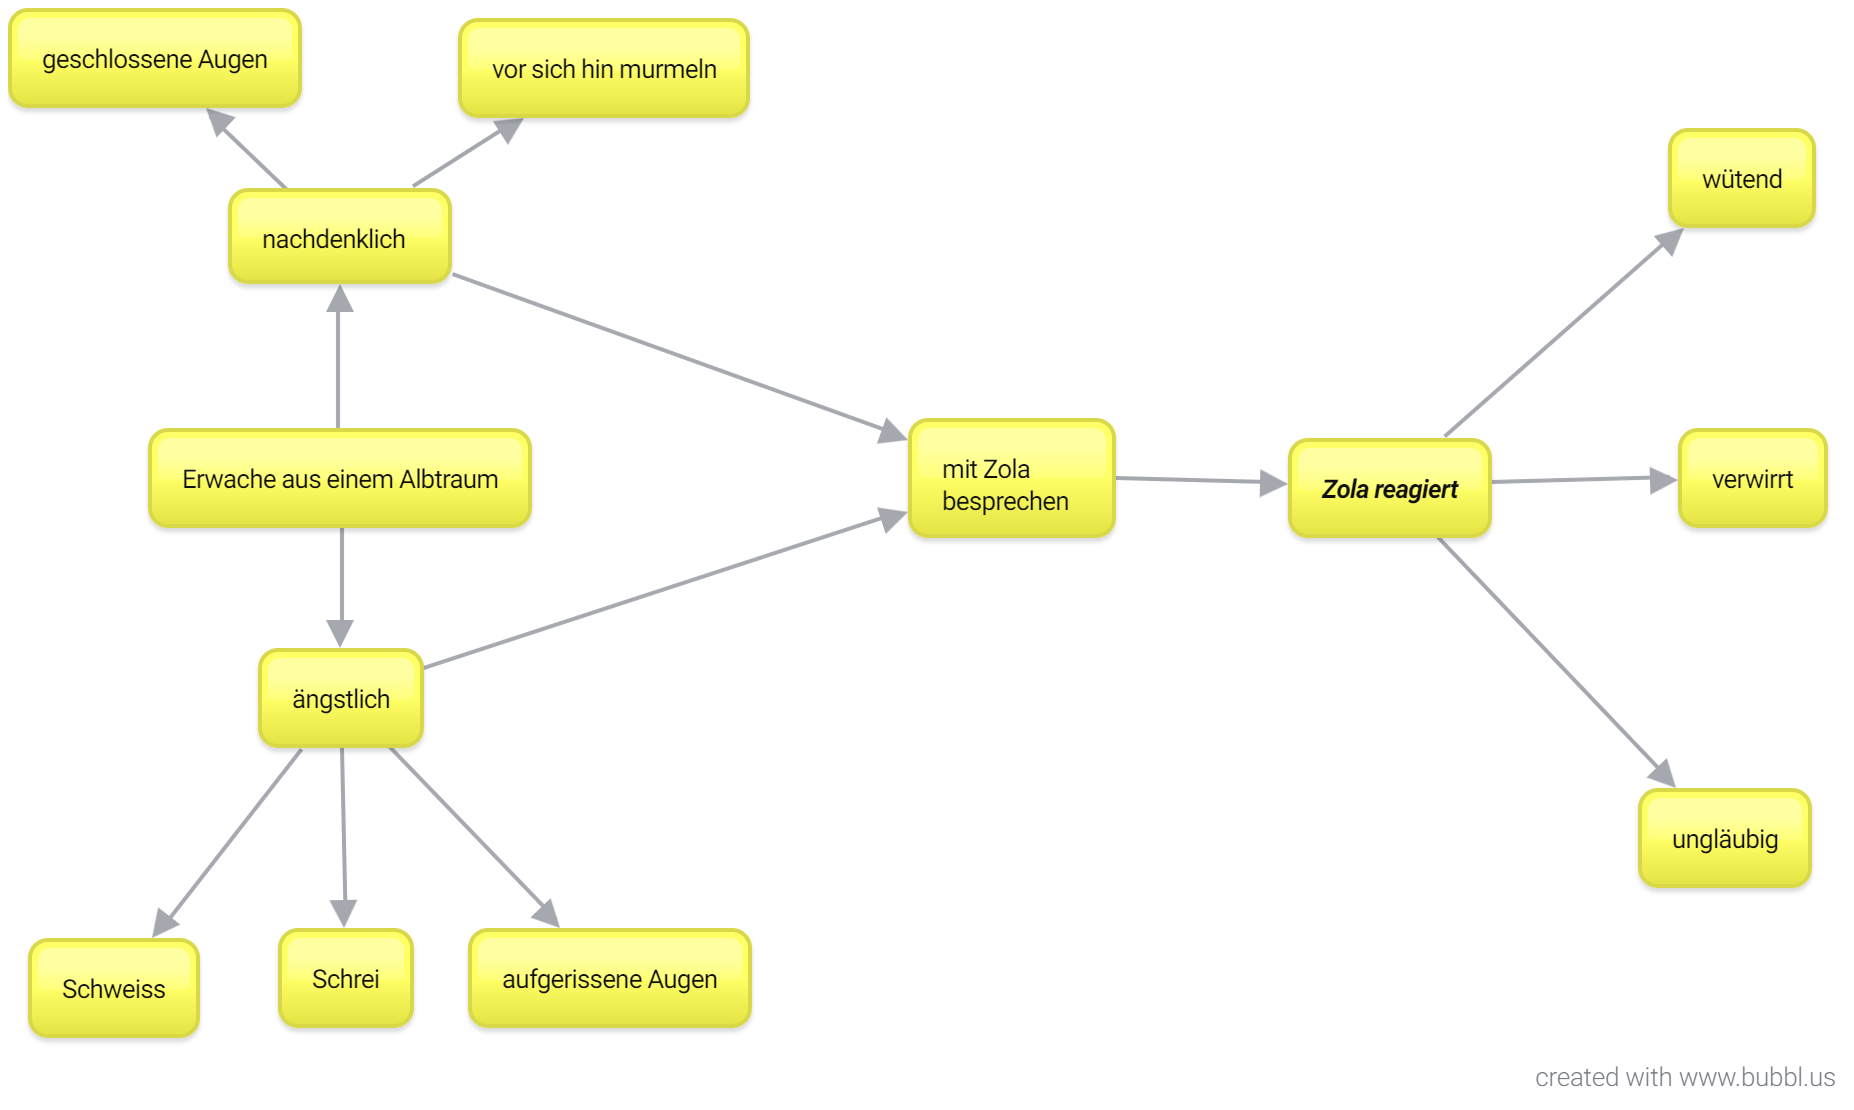 geschlossene Augen
vor sich hin murmeln
wütend
nachdenklich
Erwache aus einem Albtraum
mit Zola
besprechen
Zola reagiert
verwirrt
ängstlich
ungläubig
Schweiss
Schrei
aufgerissene Augen
created with www.bubbl.us